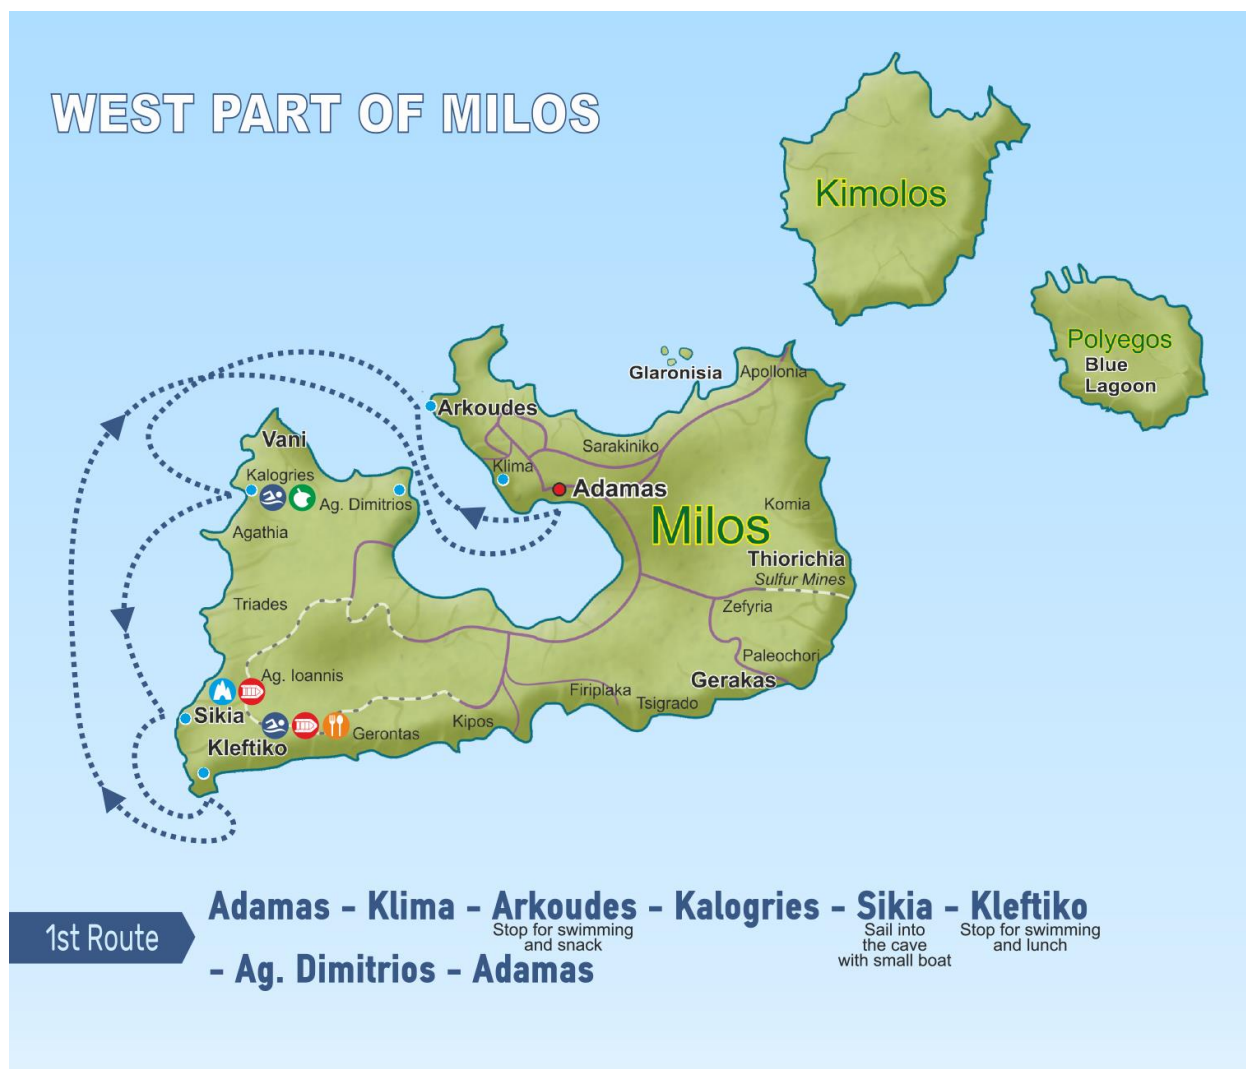 WEST PART OF MILOS
Kimolos
Polyegos
Blue
Lagoon
Glaronisia
Apollonia
Arkoudes
Vani
Sarakiniko
Klima
Kalogries
Adamas
Ag. Dimitrios
Komia
Milos
Agathia
Thiorichia
Sulfur Mines
Triades
Zefyria
Paleochori
Ag. Ioannis
Gerakas
Firiplaka
Tsigrado
Sikia
Kipos
Gerontas
Kleftiko
1st Route
Adamas - Klima - Arkoudes - Kalogries - Sikia - Kleftiko
Stop for swimming
and snack
Sail into
the cave
with small boat
Stop for swimming
and lunch
- Ag. Dimitrios - Adamas